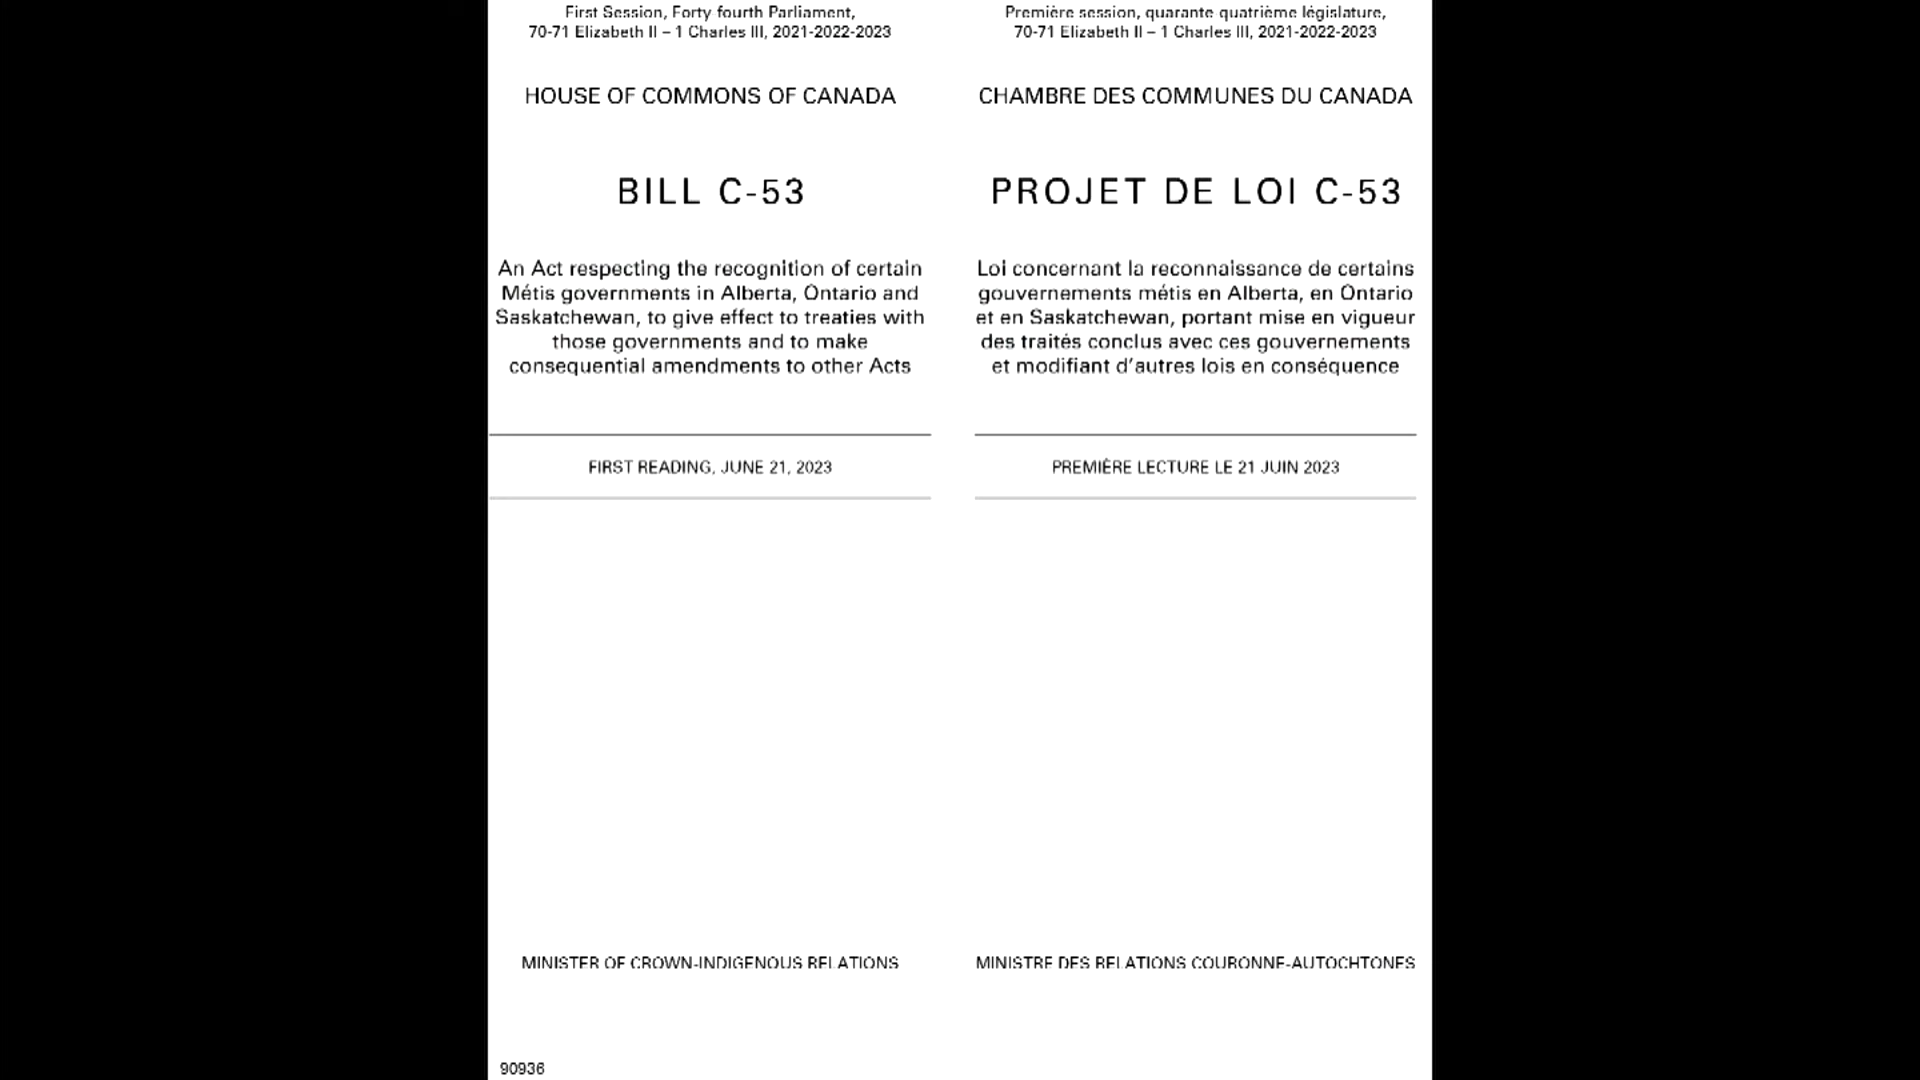 First Session, Forty-fourth Parliament,
70-71 Elizabeth II – 1 Charles III, 2021-2022-2023
HOUSE OF COMMONS OF CANADA
BILL C-53
An Act respecting the recognition of certain
Métis governments in Alberta, Ontario and
Saskatchewan, to give effect to treaties with
those governments and to make
consequential amendments to other Acts
FIRST READING, JUNE 21, 2023
MINISTER OF CROWN-INDIGENOUS RELATIONS
90936
Première session, quarante-quatrième législature,
70-71 Elizabeth II – 1 Charles III, 2021-2022-2023
CHAMBRE DES COMMUNES DU CANADA
PROJET DE LOI C-53
Loi concernant la reconnaissance de certains
gouvernements métis en Alberta, en Ontario
et en Saskatchewan, portant mise en vigueur
des traités conclus avec ces gouvernements
et modifiant d’autres lois en conséquence
PREMIÈRE LECTURE LE 21 JUIN 2023
MINISTRE DES RELATIONS COURONNE-AUTOCHTONES